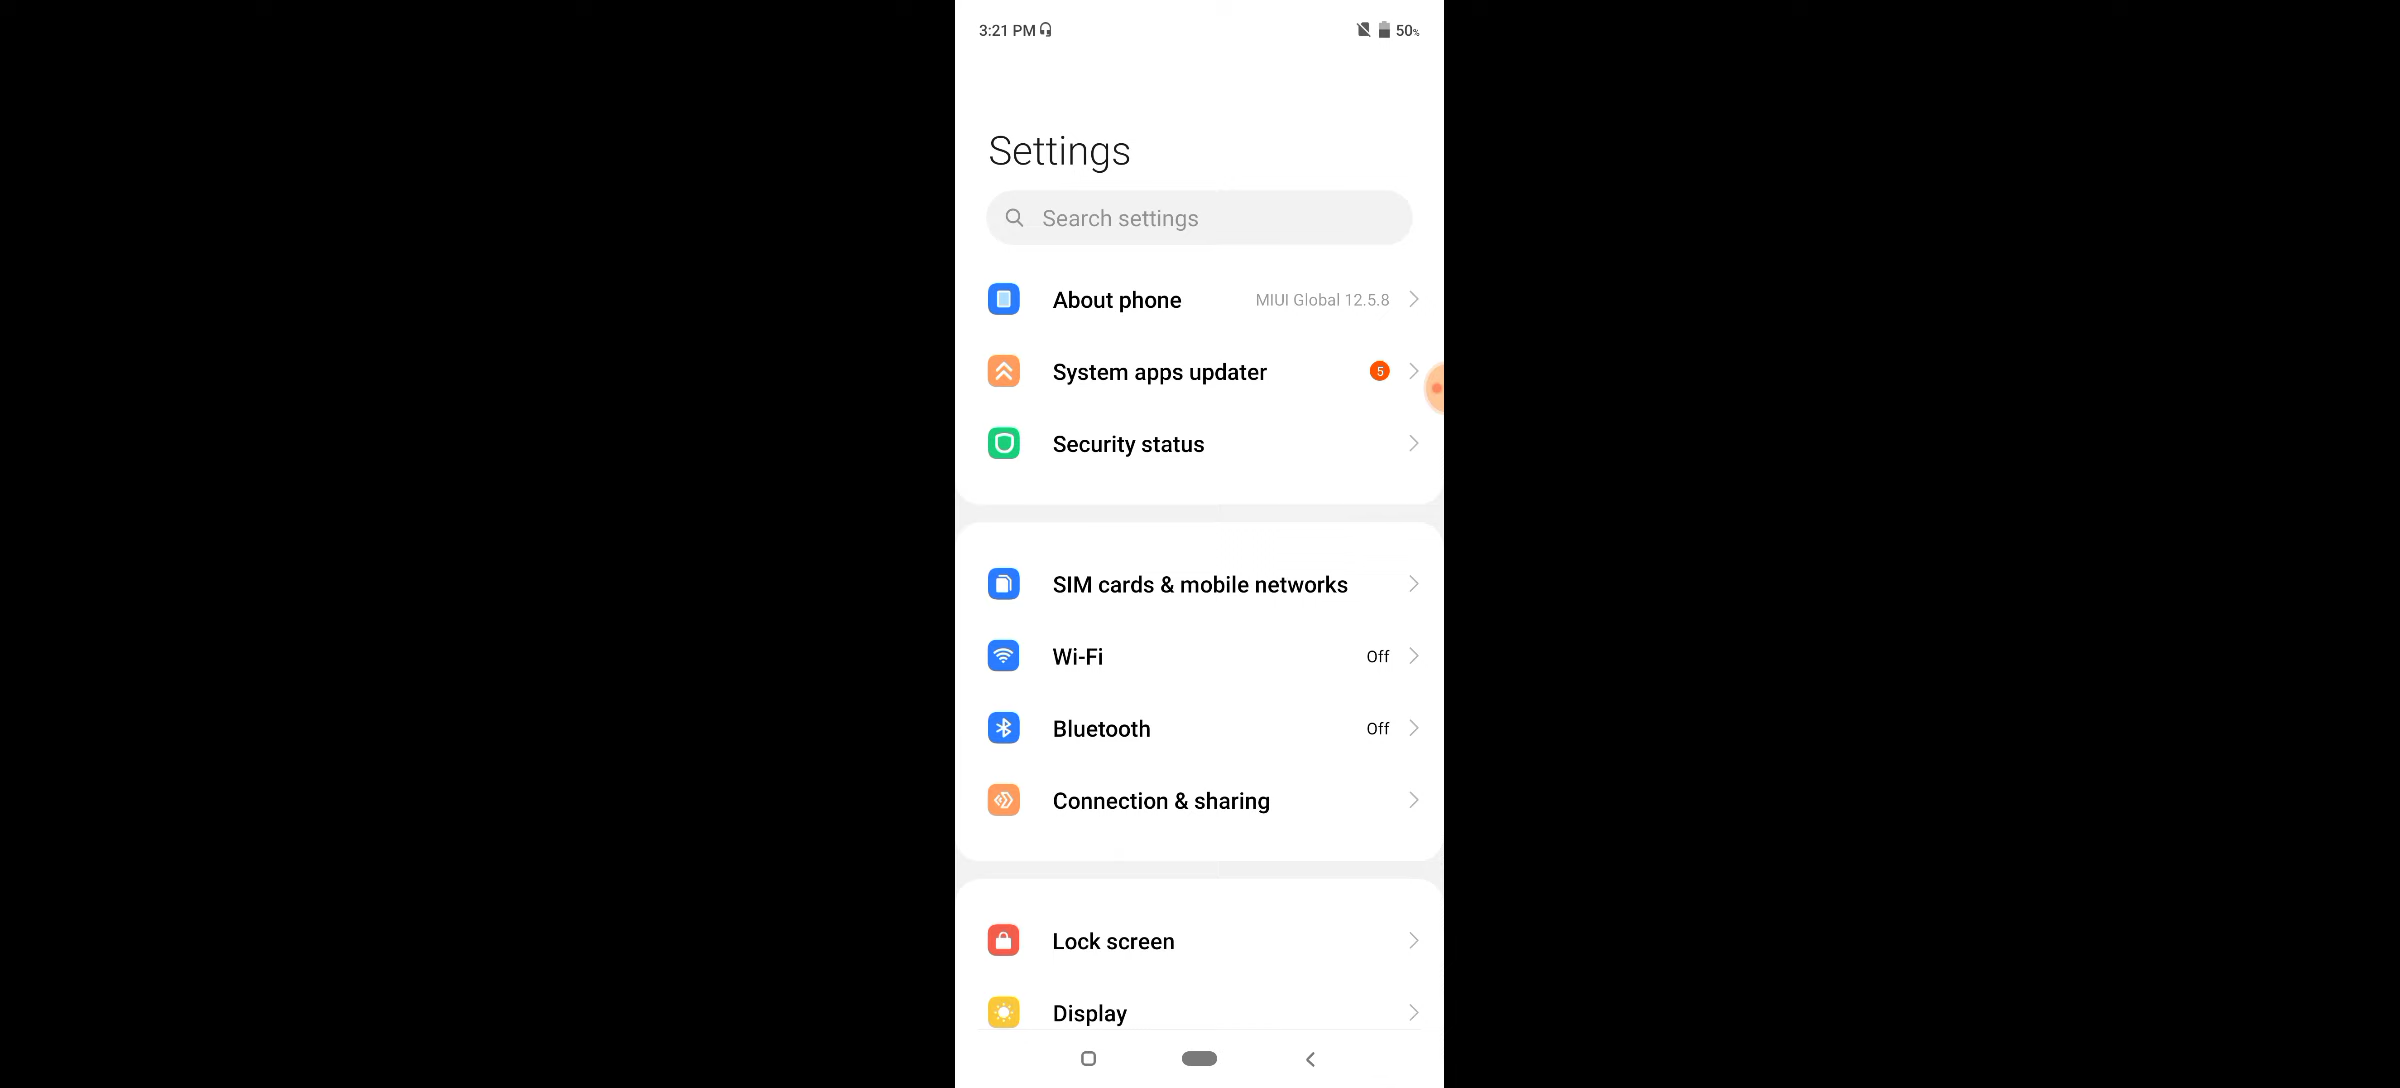 3:21 PM 50%
Settings
Search settings
About phone MIUI Global 12.5.8
System apps updater 5
Security status
SIM cards & mobile networks
Wi-Fi Off
Bluetooth Off
Connection & sharing
Lock screen
Display